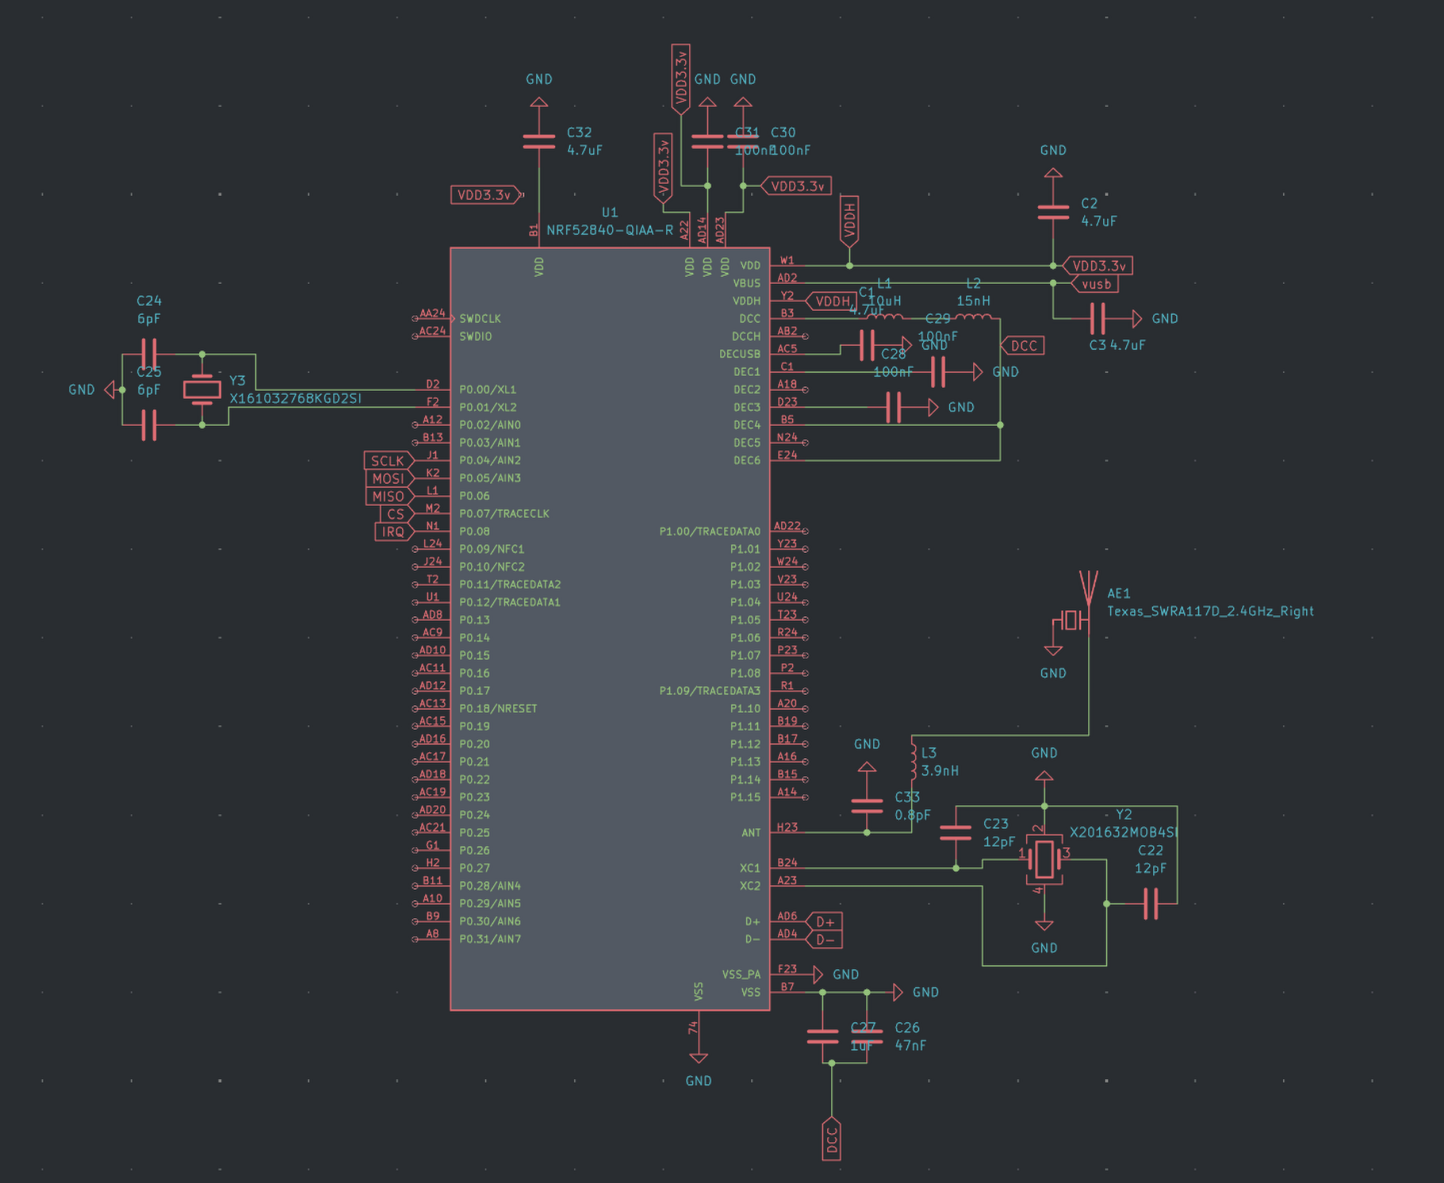 VDD3.3v
GND
GND
GND
C32
4.7uF
C31
100nF
C30
100nF
VDD3.3v
VDD3.3v
VDD3.3v
GND
C2
4.7uF
VDDH
U1
NRF52840-QIAA-R
B1
A22
AD14
AD23
VDD
VDD
VDD
VDD
VDD
W1
VDD3.3v
VBUS
AD2
vusb
VDDH
Y2
VDDH
C1
4.7uF
L1
10uH
L2
15nH
DCC
B3
GND
C3
4.7uF
DCCH
AB2
C29
100nF
GND
DCC
DECUSB
AC5
C28
100nF
DEC1
C1
GND
DEC2
A18
DEC3
D23
GND
DEC4
B5
DEC5
N24
DEC6
E24
C24
6pF
AA24
SWDCLK
AC24
SWDIO
C25
6pF
GND
Y3
X161032768KGD2SI
D2
P0.00/XL1
F2
P0.01/XL2
A12
P0.02/AIN0
B13
P0.03/AIN1
SCLK
J1
P0.04/AIN2
MOSI
K2
P0.05/AIN3
MISO
L1
P0.06
CS
M2
P0.07/TRACECLK
IRQ
N1
P0.08
L24
P0.09/NFC1
J24
P0.10/NFC2
T2
P0.11/TRACEDATA2
U1
P0.12/TRACEDATA1
AD8
P0.13
AC9
P0.14
AD10
P0.15
AC11
P0.16
AD12
P0.17
AC13
P0.18/NRESET
AC15
P0.19
AD16
P0.20
AC17
P0.21
AD18
P0.22
AC19
P0.23
AD20
P0.24
AC21
P0.25
G1
P0.26
H2
P0.27
B11
P0.28/AIN4
A10
P0.29/AIN5
B9
P0.30/AIN6
A8
P0.31/AIN7
P1.00/TRACEDATA0
AD22
P1.01
Y23
P1.02
W24
P1.03
V23
P1.04
U24
P1.05
T23
P1.06
R24
P1.07
P23
P1.08
P2
P1.09/TRACEDATA3
R1
P1.10
A20
P1.11
B19
P1.12
B17
P1.13
A16
P1.14
B15
P1.15
A14
AE1
Texas_SWRA117D_2.4GHz_Right
GND
GND
L3
3.9nH
GND
C33
0.8pF
ANT
H23
C23
12pF
Y2
X201632MOB4SI
1
2
3
4
C22
12pF
XC1
B24
XC2
A23
GND
D+
AD6
D+
D-
AD4
D-
VSS_PA
F23
GND
VSS
VSS
B7
GND
74
GND
C27
1uF
C26
47nF
DCC